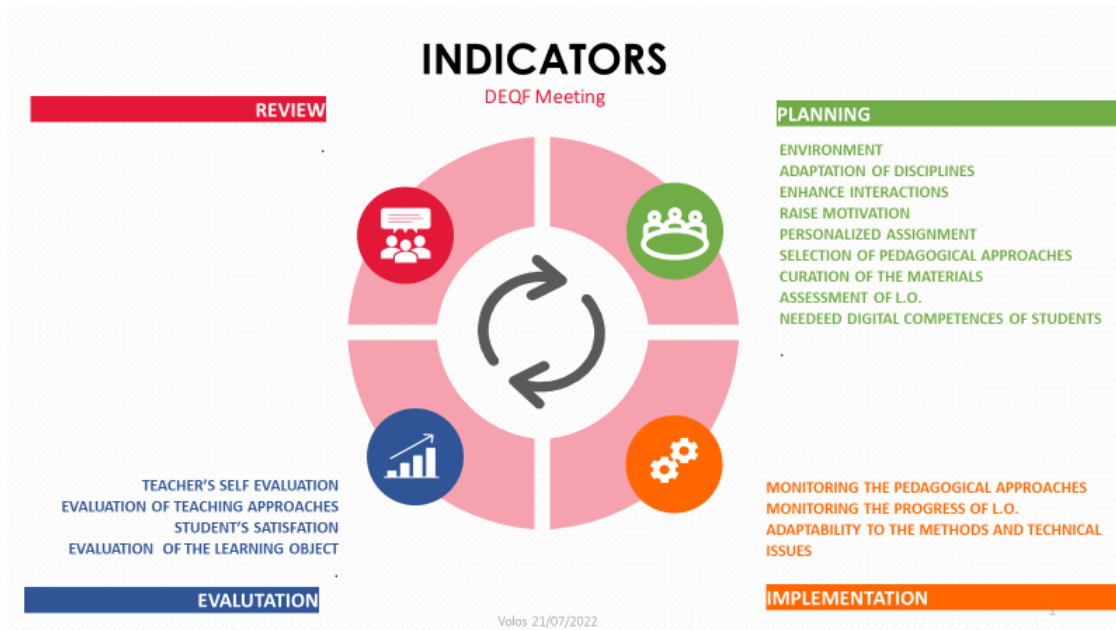 INDICATORS
DEQF Meeting
REVIEW
.
PLANNING
ENVIRONMENT
ADAPTATION OF DISCIPLINES
ENHANCE INTERACTIONS
RAISE MOTIVATION
PERSONALIZED ASSIGNMENT
SELECTION OF PEDAGOGICAL APPROACHES
CURATION OF THE MATERIALS
ASSESSMENT OF L.O.
NEEDEED DIGITAL COMPETENCES OF STUDENTS
.
TEACHER'S SELF EVALUATION
EVALUATION OF TEACHING APPROACHES
STUDENT'S SATISFATION
EVALUATION OF THE LEARNING OBJECT
.
EVALUTATION
MONITORING THE PEDAGOGICAL APPROACHES
MONITORING THE PROGRESS OF L.O.
ADAPTABILITY TO THE METHODS AND TECHNICAL
ISSUES
IMPLEMENTATION
1
Volos 21/07/2022